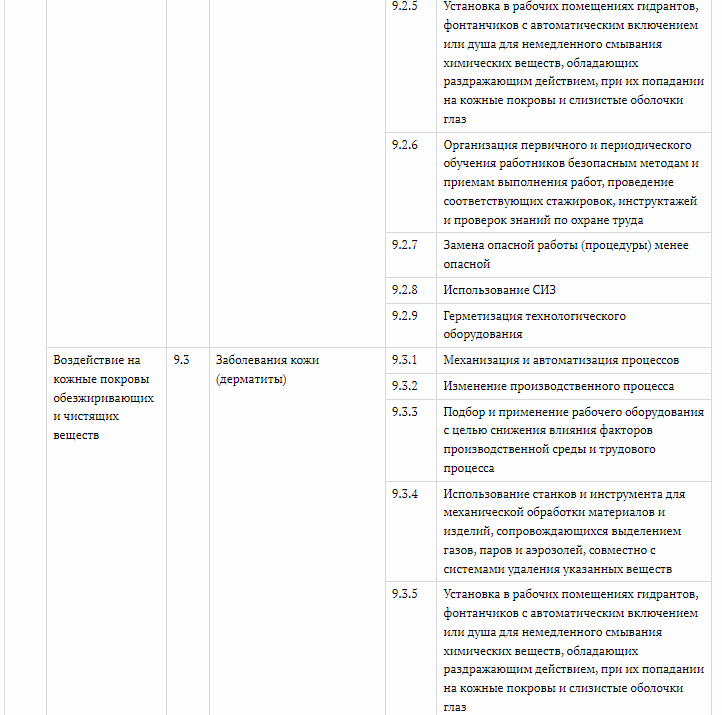 9.2.5 Установка в рабочих помещениях гидрантов,
фонтанчиков с автоматическим включением
или душа для немедленного смывания
химических веществ, обладающих
раздражающим действием, при их попадании
на кожные покровы и слизистые оболочки
глаз
9.2.6 Организация первичного и периодического
обучения работников безопасным методам и
приемам выполнения работ, проведение
соответствующих стажировок, инструктажей
и проверок знаний по охране труда
9.2.7 Замена опасной работы (процедуры) менее
опасной
9.2.8 Использование СИЗ
9.2.9 Герметизация технологического
оборудования
Воздействие на
кожные покровы
обезжиривающих
и чистящих
веществ
9.3
Заболевания кожи
(дерматиты)
9.3.1 Механизация и автоматизация процессов
9.3.2 Изменение производственного процесса
9.3.3 Подбор и применение рабочего оборудования
с целью снижения влияния факторов
производственной среды и трудового
процесса
9.3.4 Использование станков и инструмента для
механической обработки материалов и
изделий, сопровождающихся выделением
газов, паров и аэрозолей, совместно с
системами удаления указанных веществ
9.3.5 Установка в рабочих помещениях гидрантов,
фонтанчиков с автоматическим включением
или душа для немедленного смывания
химических веществ, обладающих
раздражающим действием, при их попадании
на кожные покровы и слизистые оболочки
глаз